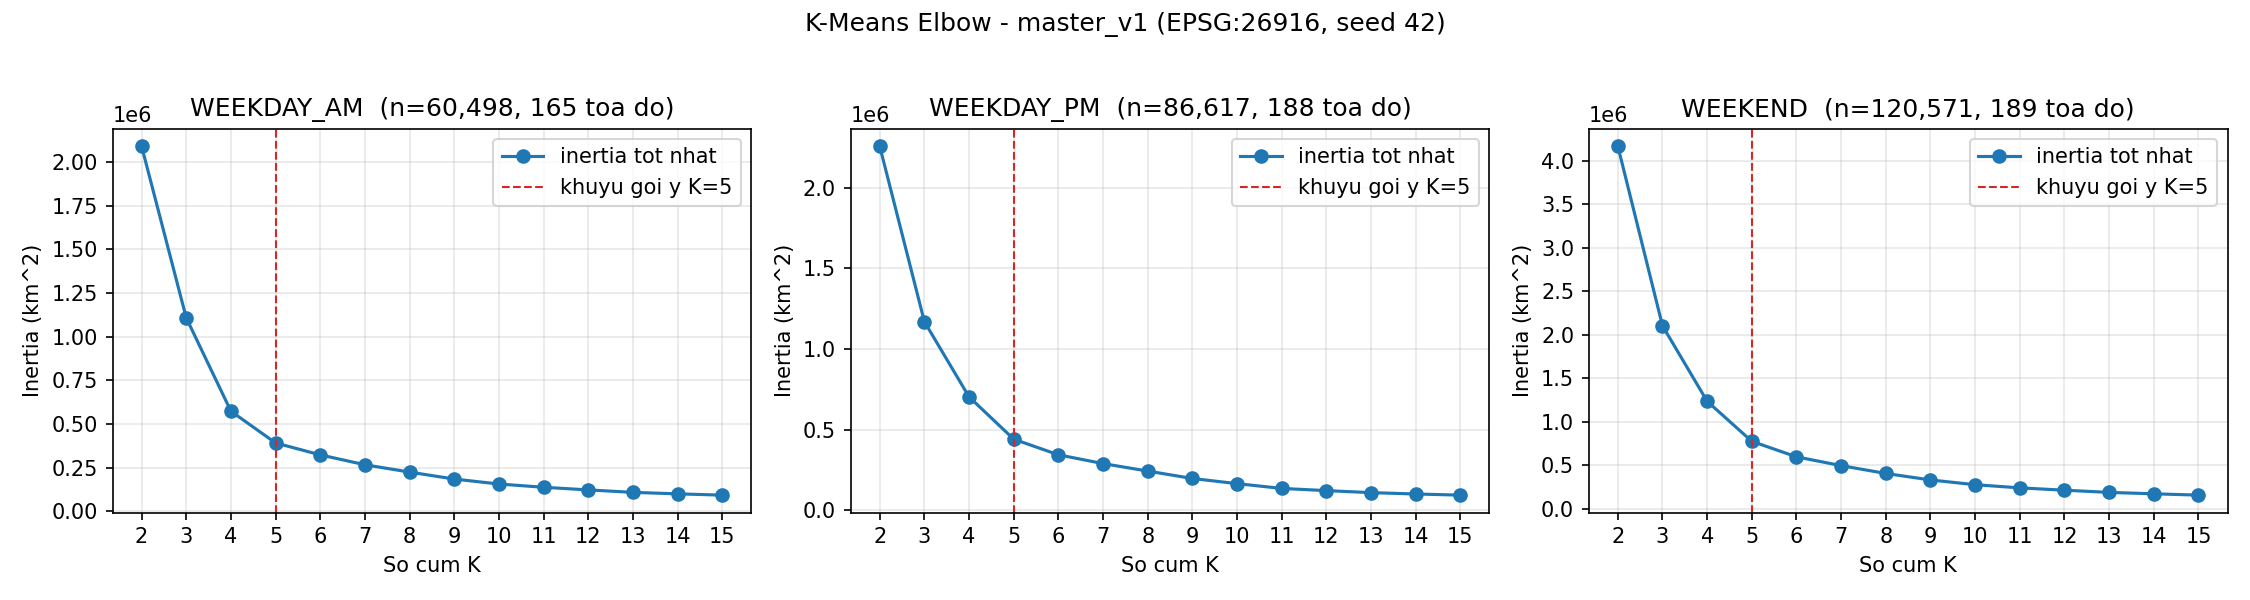 K-Means Elbow - master_v1 (EPSG:26916, seed 42)
WEEKDAY_AM (n=60,498, 165 toa do)
1e6
inertia tot nhat
khuyu goi y K=5
Inertia (km^2)
2.00
1.75
1.50
1.25
1.00
0.75
0.50
0.25
0.00
2 3 4 5 6 7 8 9 10 11 12 13 14 15
So cum K
WEEKDAY_PM (n=86,617, 188 toa do)
1e6
inertia tot nhat
khuyu goi y K=5
Inertia (km^2)
2.0
1.5
1.0
0.5
0.0
2 3 4 5 6 7 8 9 10 11 12 13 14 15
So cum K
WEEKEND (n=120,571, 189 toa do)
1e6
inertia tot nhat
khuyu goi y K=5
Inertia (km^2)
4.0
3.5
3.0
2.5
2.0
1.5
1.0
0.5
0.0
2 3 4 5 6 7 8 9 10 11 12 13 14 15
So cum K